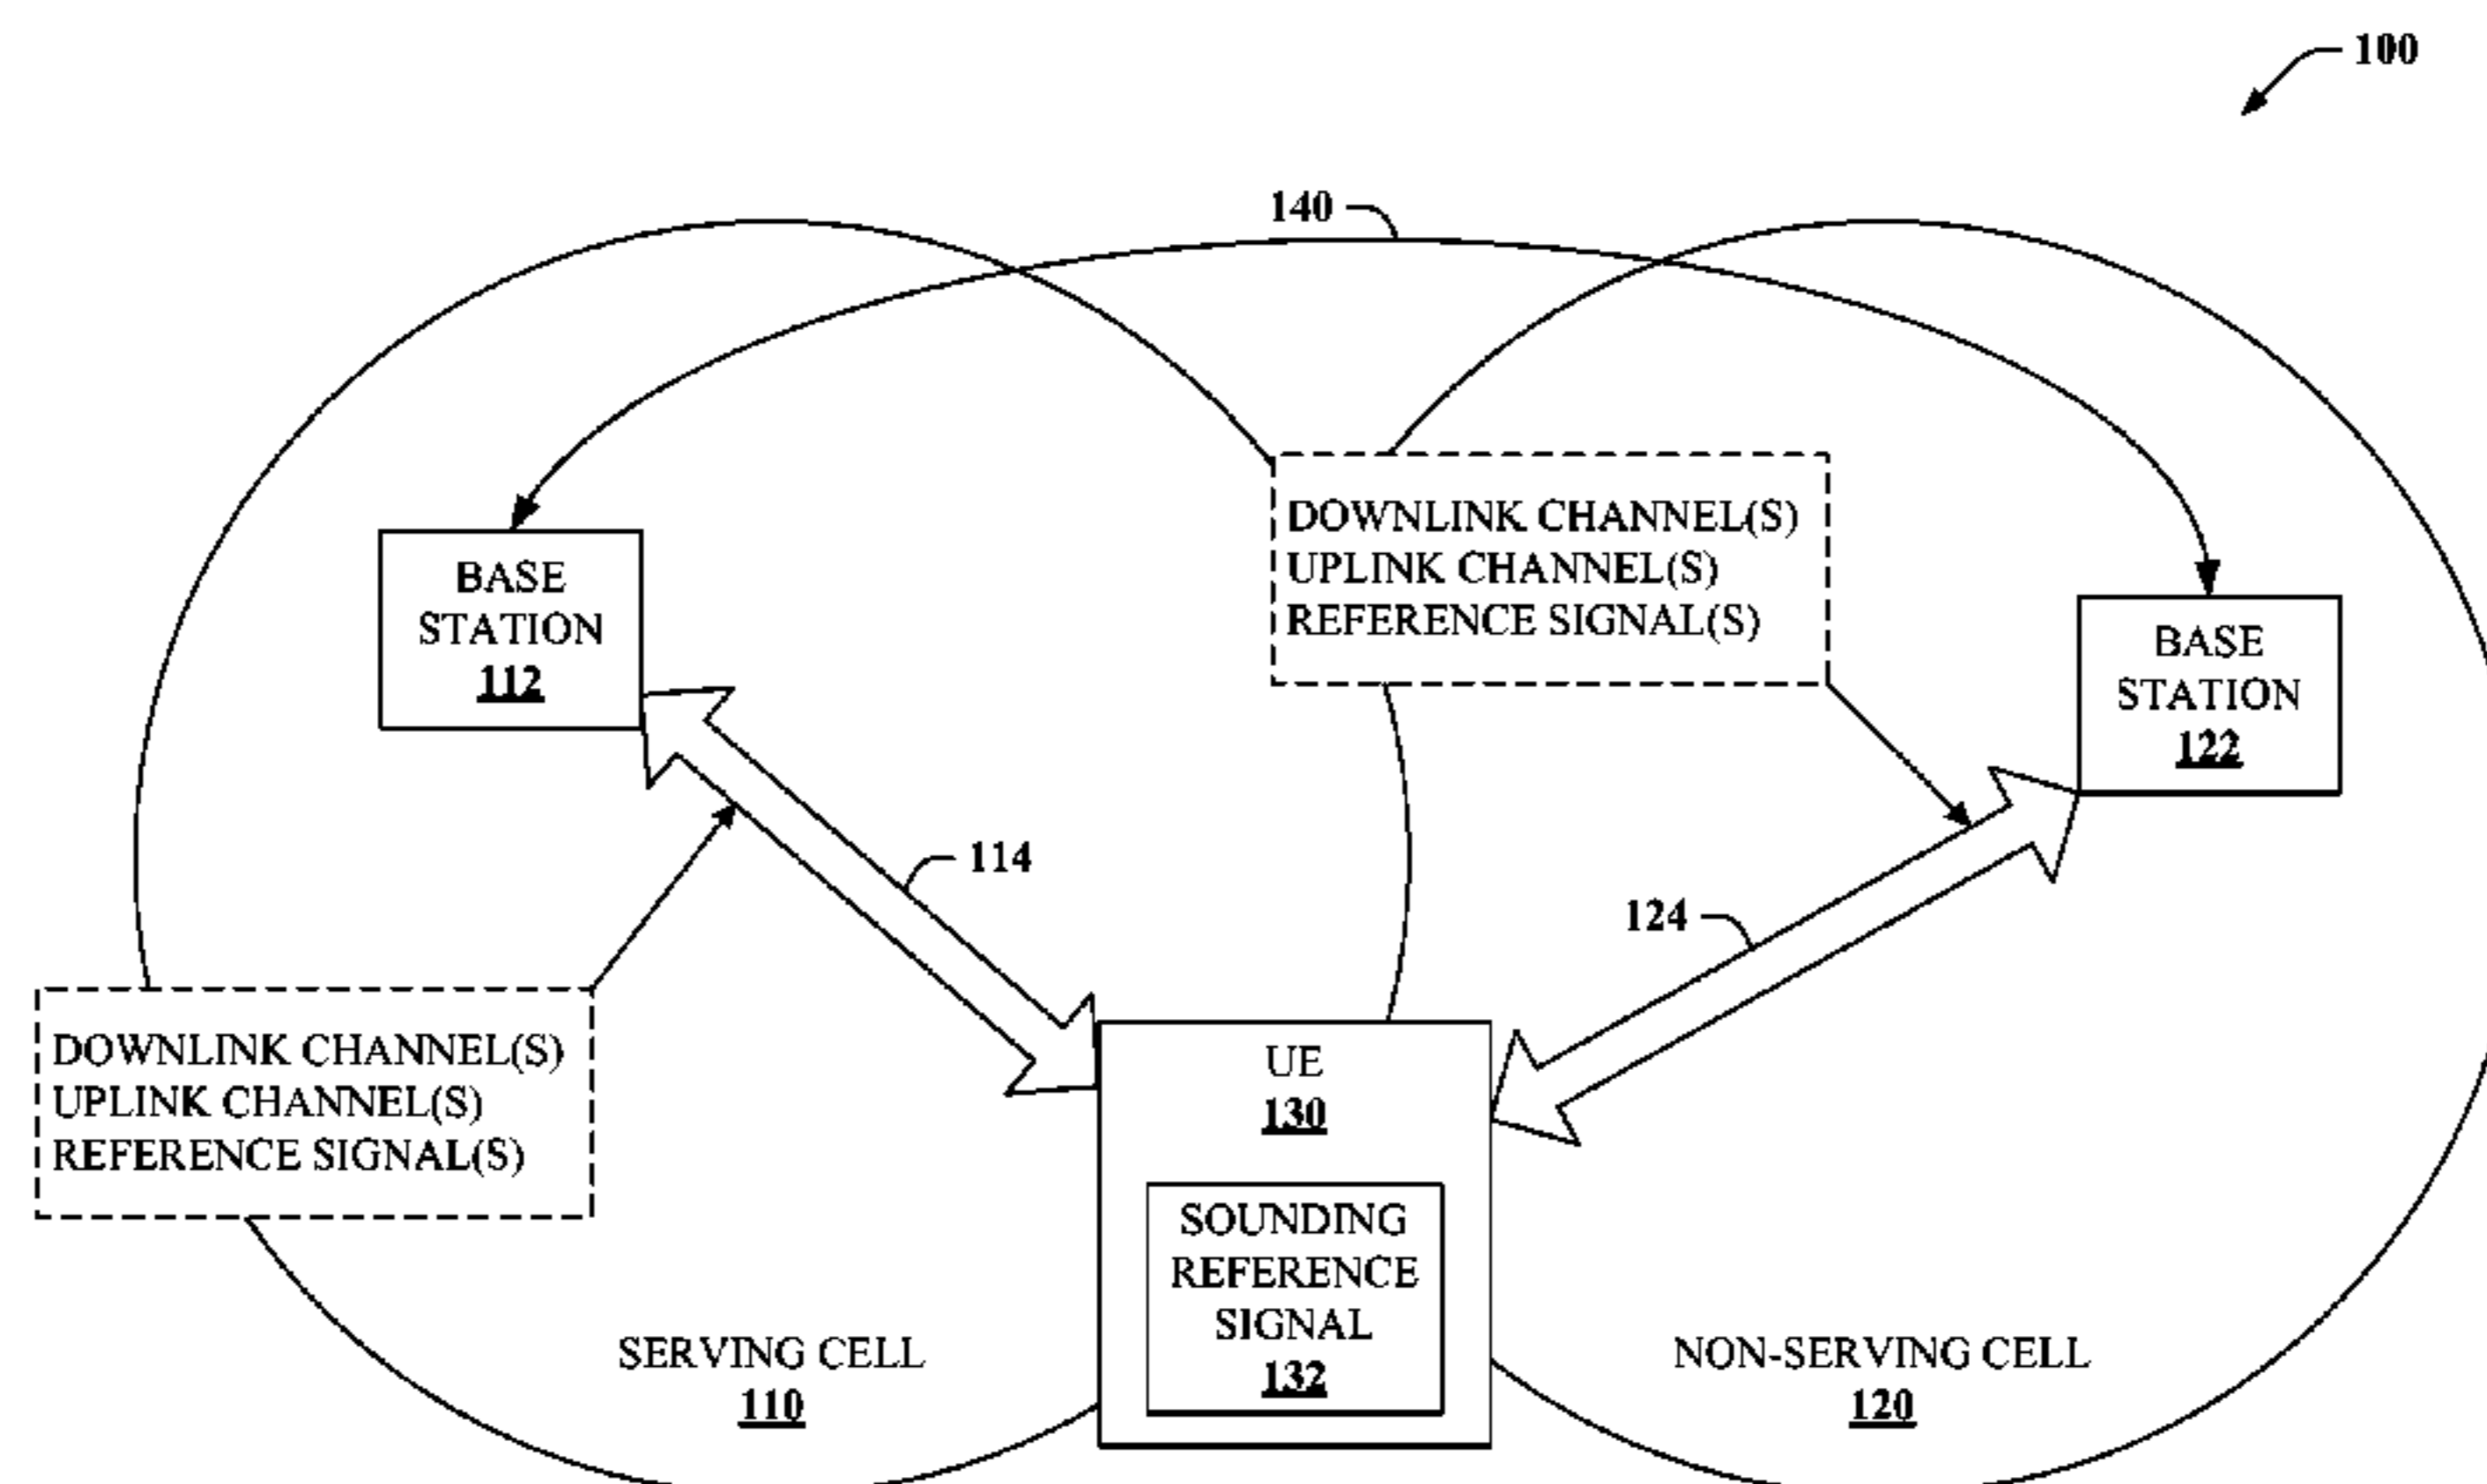 100
140
DOWNLINK CHANNEL(S)
UPLINK CHANNEL(S)
REFERENCE SIGNAL(S)
BASE
STATION
112
BASE
STATION
122
114
124
DOWNLINK CHANNEL(S)
UPLINK CHANNEL(S)
REFERENCE SIGNAL(S)
UE
130
SOUNDING
REFERENCE
SIGNAL
132
SERVING CELL
110
NON-SERVING CELL
120